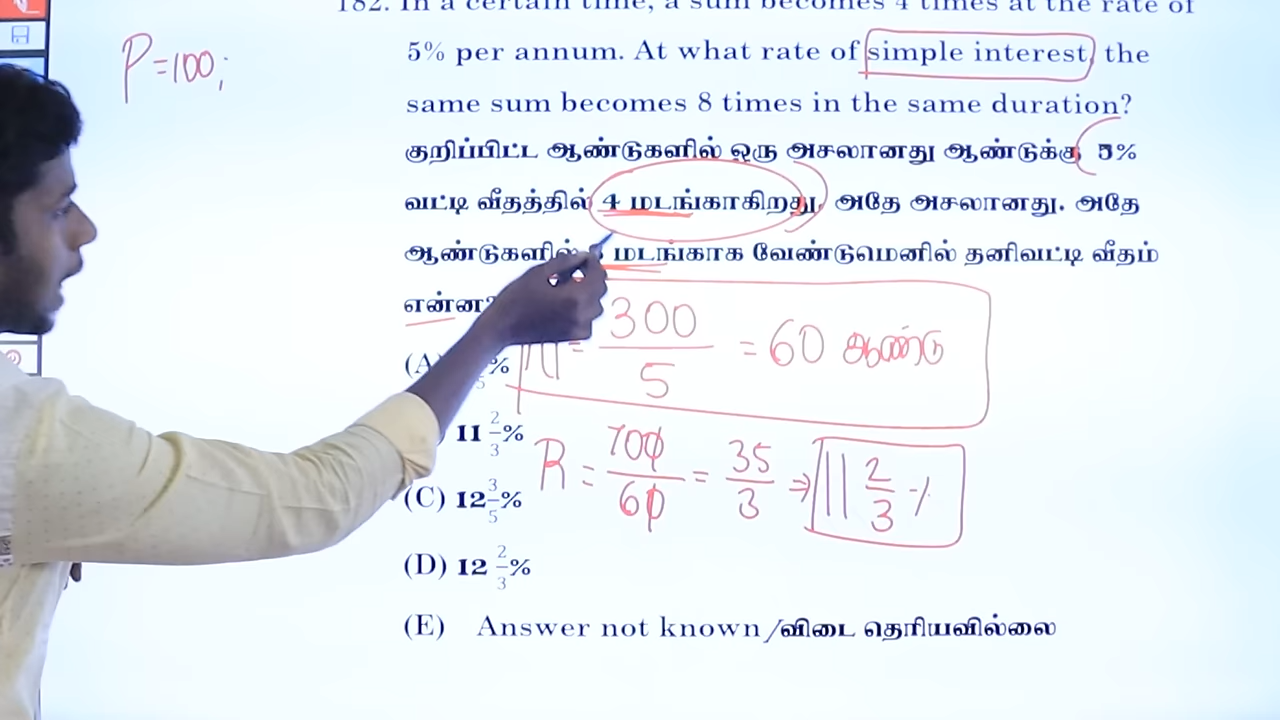 182. In a certain time, a sum becomes 4 times at the rate of
P=100;
5% per annum. At what rate of simple interest, the
same sum becomes 8 times in the same duration?
குறிப்பிட்ட ஆண்டுகளில் ஒரு அசலானது ஆண்டுக்கு 5%
வட்டி வீதத்தில் 4 மடங்காகிறது. அதே அசலானது. அதே
ஆண்டுகளில் மடங்காக வேண்டுமெனில் தனிவட்டி வீதம்
என்ன?
= 300/5 = 60 ஆண்டு
(A) %
11 2/3%
R = 700/60 = 35/3 ⇒ 11 2/3 %
(C) 12 3/5%
(D) 12 2/3%
(E) Answer not known/விடை தெரியவில்லை